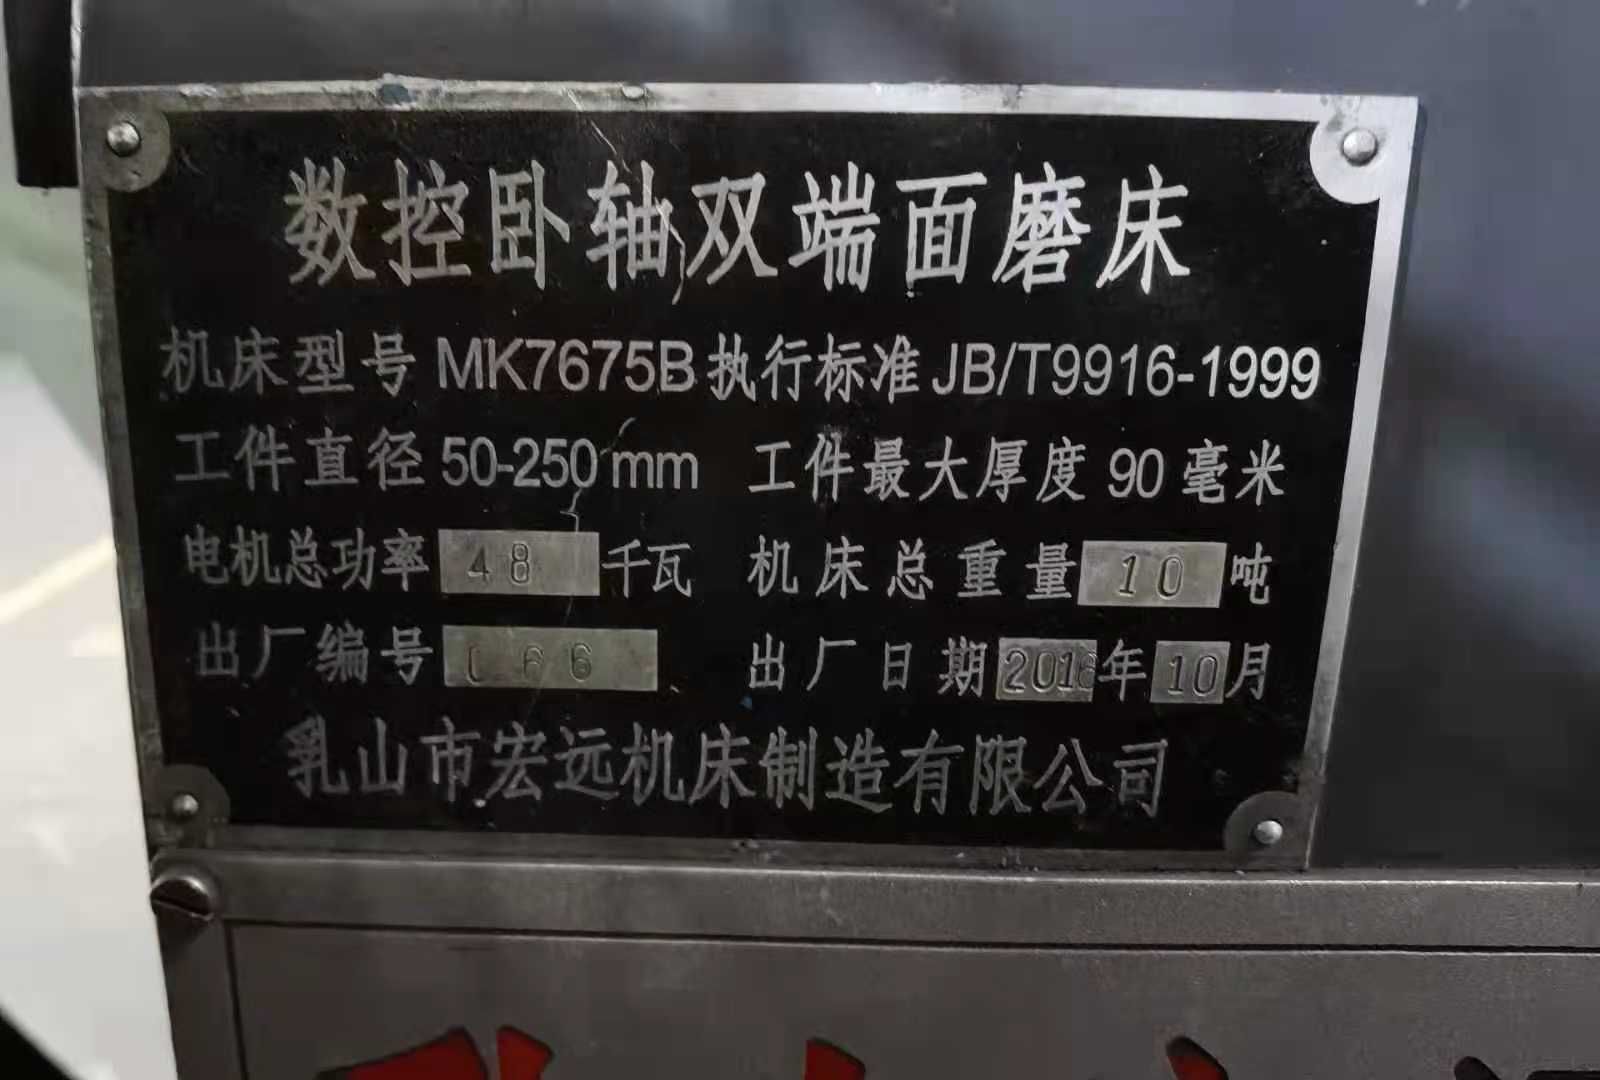 数控卧轴双端面磨床
机床型号 MK7675B 执行标准 JB/T9916-1999
工件直径 50-250 mm 工件最大厚度 90 毫米
电机总功率 48 千瓦 机床总重量 10 吨
出厂编号 066 出厂日期 2018 年 10 月
乳山市宏远机床制造有限公司